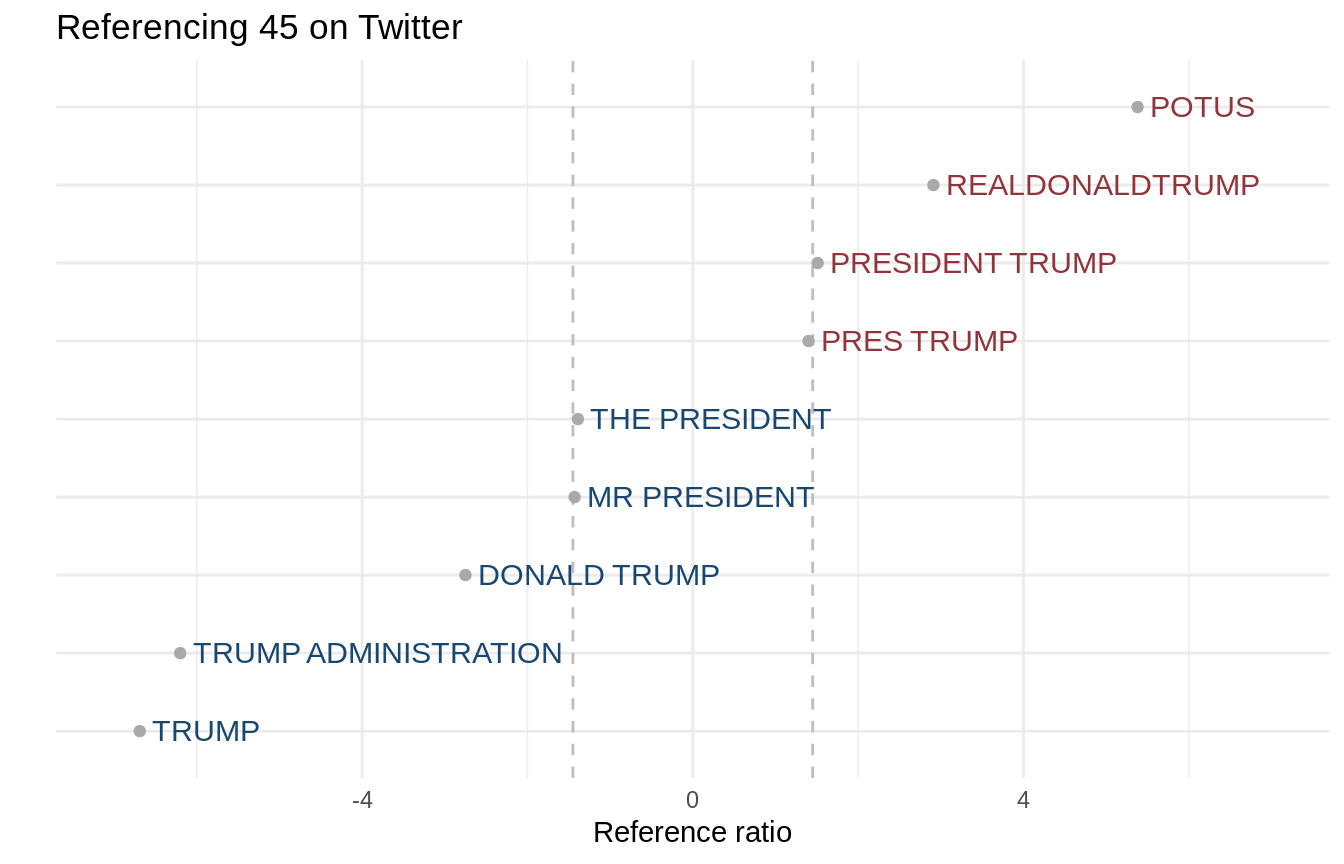 Referencing 45 on Twitter
POTUS
REALDONALDTRUMP
PRESIDENT TRUMP
PRES TRUMP
THE PRESIDENT
MR PRESIDENT
DONALD TRUMP
TRUMP ADMINISTRATION
TRUMP
-4 0 4
Reference ratio